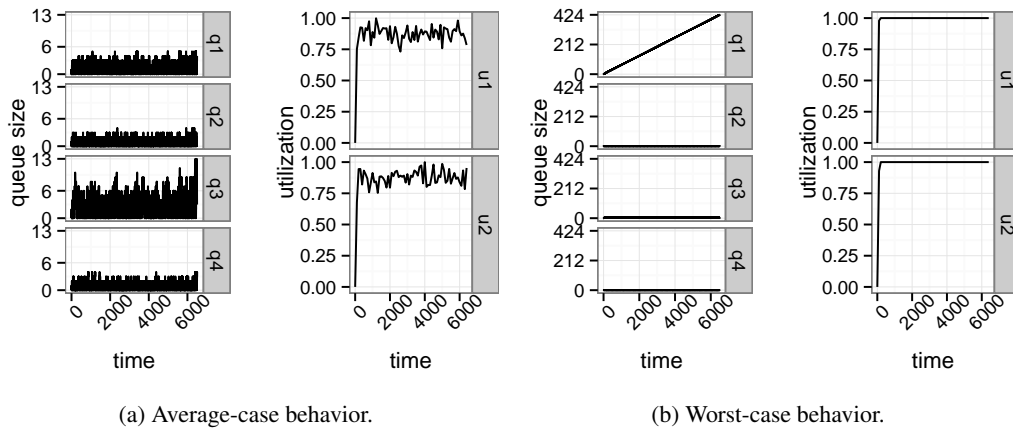 13
6
0
q1
13
6
0
q2
13
6
0
q3
13
6
0
q4
queue size
0
2000
4000
6000
time
1.00
0.75
0.50
0.25
0.00
u1
1.00
0.75
0.50
0.25
0.00
u2
utilization
0
2000
4000
6000
time
424
212
0
q1
424
212
0
q2
424
212
0
q3
424
212
0
q4
queue size
0
2000
4000
6000
time
1.00
0.75
0.50
0.25
0.00
u1
1.00
0.75
0.50
0.25
0.00
u2
utilization
0
2000
4000
6000
time
(a) Average-case behavior.
(b) Worst-case behavior.